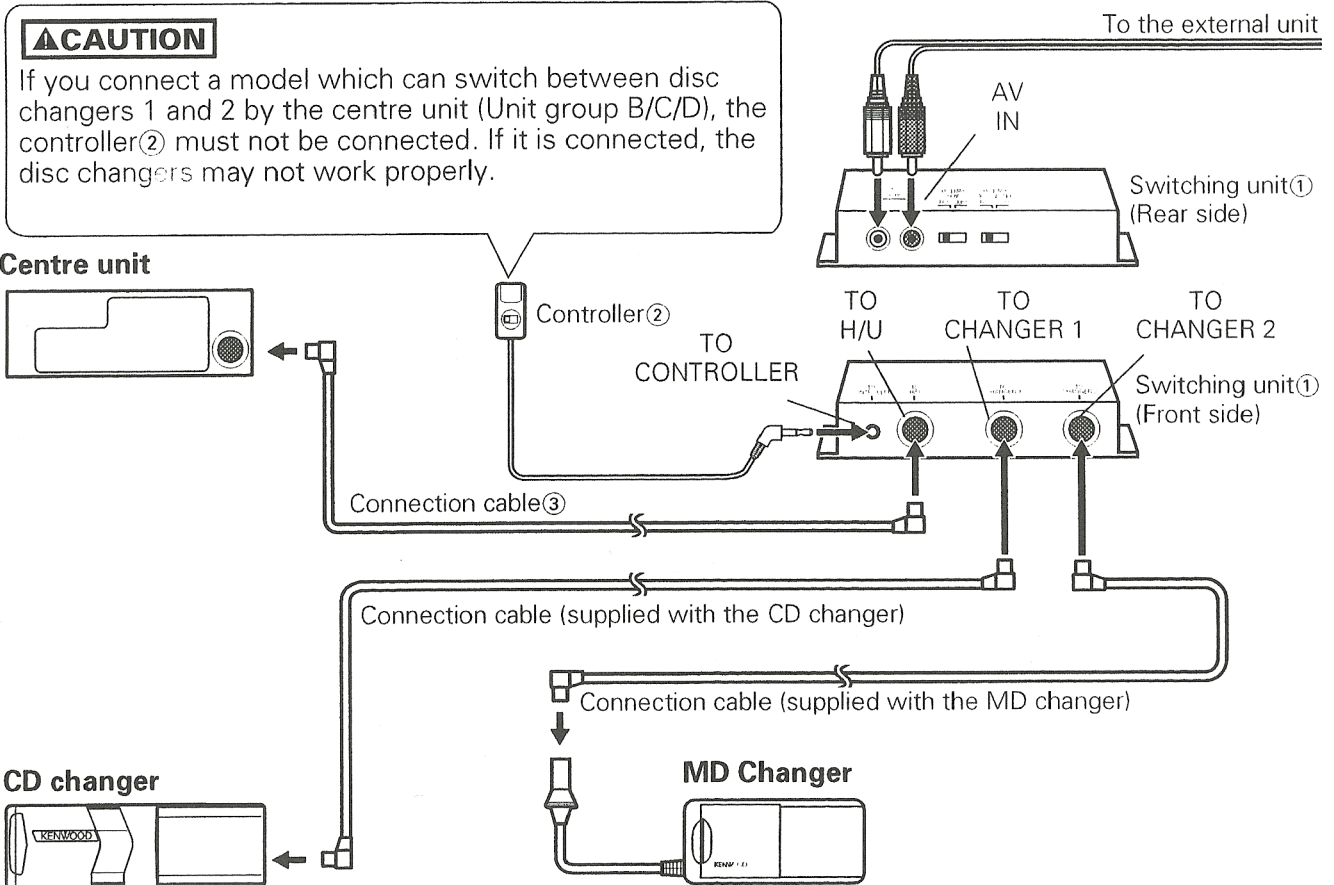 ⚠CAUTION
If you connect a model which can switch between disc
changers 1 and 2 by the centre unit (Unit group B/C/D), the
controller② must not be connected. If it is connected, the
disc changers may not work properly.
To the external unit
AV
IN
Switching unit①
(Rear side)
Centre unit
Controller②
TO
CONTROLLER
TO
H/U
TO
CHANGER 1
TO
CHANGER 2
Switching unit①
(Front side)
Connection cable③
Connection cable (supplied with the CD changer)
Connection cable (supplied with the MD changer)
CD changer
KENWOOD
MD Changer